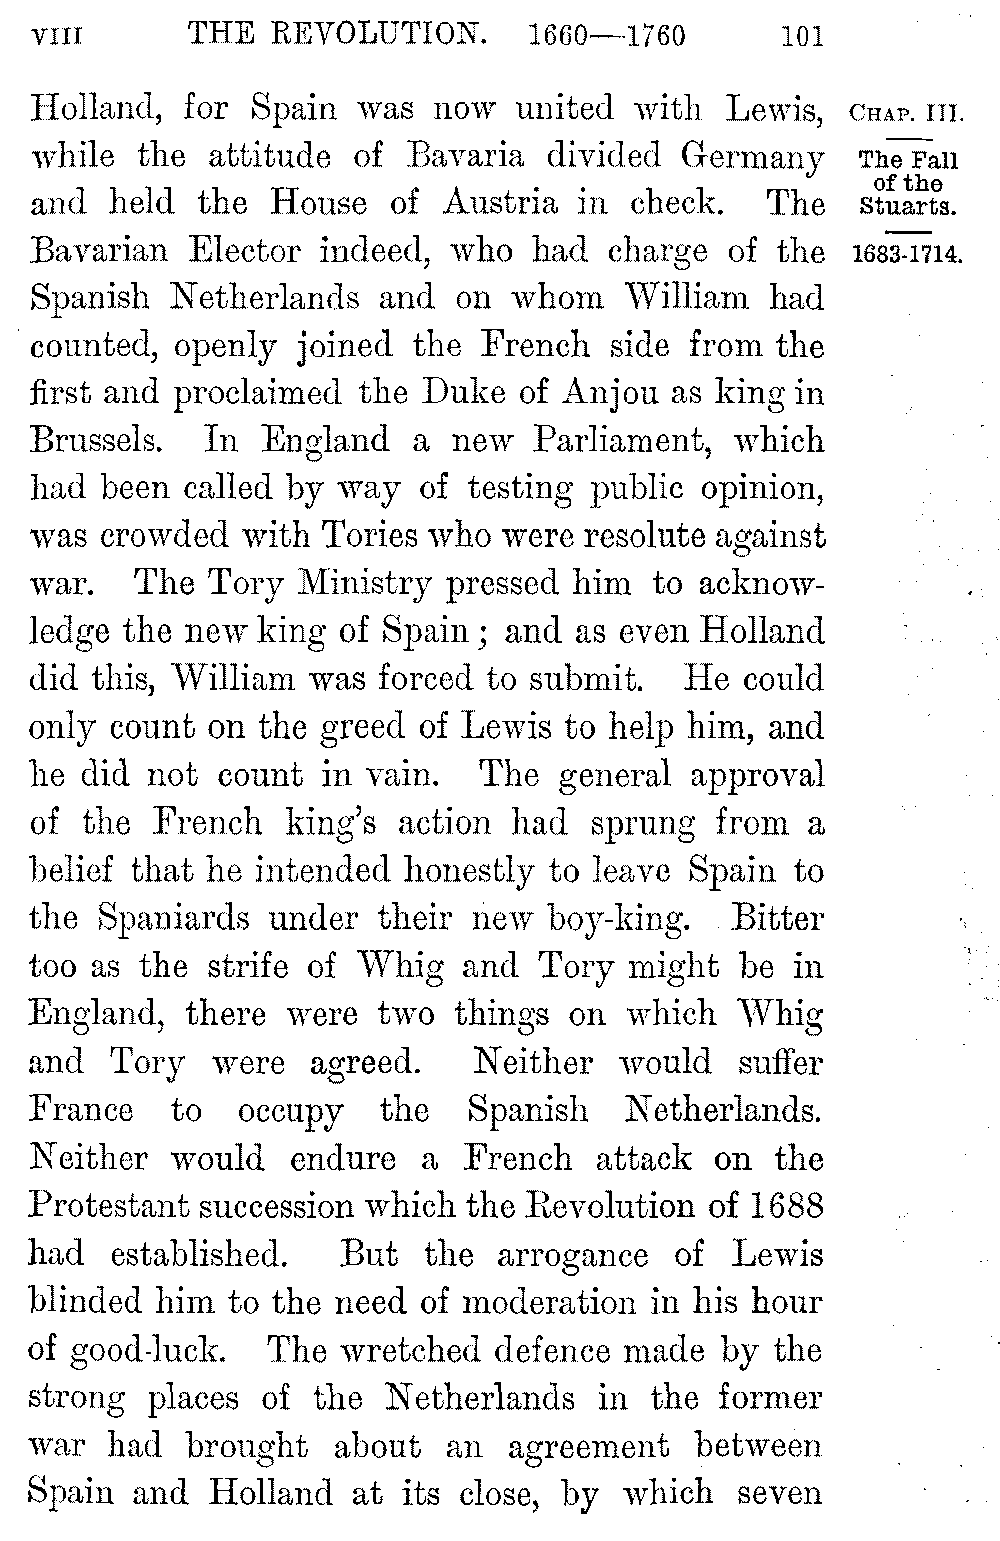 VIII THE REVOLUTION. 1660—1760 101
Holland, for Spain was now united with Lewis,
while the attitude of Bavaria divided Germany
and held the House of Austria in check. The
Bavarian Elector indeed, who had charge of the
Spanish Netherlands and on whom William had
counted, openly joined the French side from the
first and proclaimed the Duke of Anjou as king in
Brussels. In England a new Parliament, which
had been called by way of testing public opinion,
was crowded with Tories who were resolute against
war. The Tory Ministry pressed him to acknow-
ledge the new king of Spain; and as even Holland
did this, William was forced to submit. He could
only count on the greed of Lewis to help him, and
he did not count in vain. The general approval
of the French king's action had sprung from a
belief that he intended honestly to leave Spain to
the Spaniards under their new boy-king. Bitter
too as the strife of Whig and Tory might be in
England, there were two things on which Whig
and Tory were agreed. Neither would suffer
France to occupy the Spanish Netherlands.
Neither would endure a French attack on the
Protestant succession which the Revolution of 1688
had established. But the arrogance of Lewis
blinded him to the need of moderation in his hour
of good-luck. The wretched defence made by the
strong places of the Netherlands in the former
war had brought about an agreement between
Spain and Holland at its close, by which seven
CHAP. III.
The Fall
of the
Stuarts.
1683-1714.